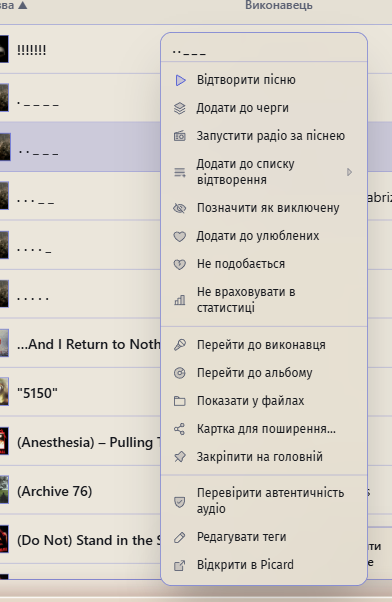 зва ▲ Виконавець
!!!!!!!
. _ _ _ _
. . _ _ _
. . . _ _
. . . . _
. . . . .
...And I Return to Noth
"5150"
(Anesthesia) – Pulling T
(Archive 76)
(Do Not) Stand in the S
. . _ _ _
Відтворити пісню
Додати до черги
Запустити радіо за піснею
Додати до списку
відтворення
Позначити як виключену
Додати до улюблених
Не подобається
Не враховувати в
статистиці
Перейти до виконавця
Перейти до альбому
Показати у файлах
Картка для поширення...
Закріпити на головній
Перевірити автентичність
аудіо
Редагувати теги
Відкрити в Picard